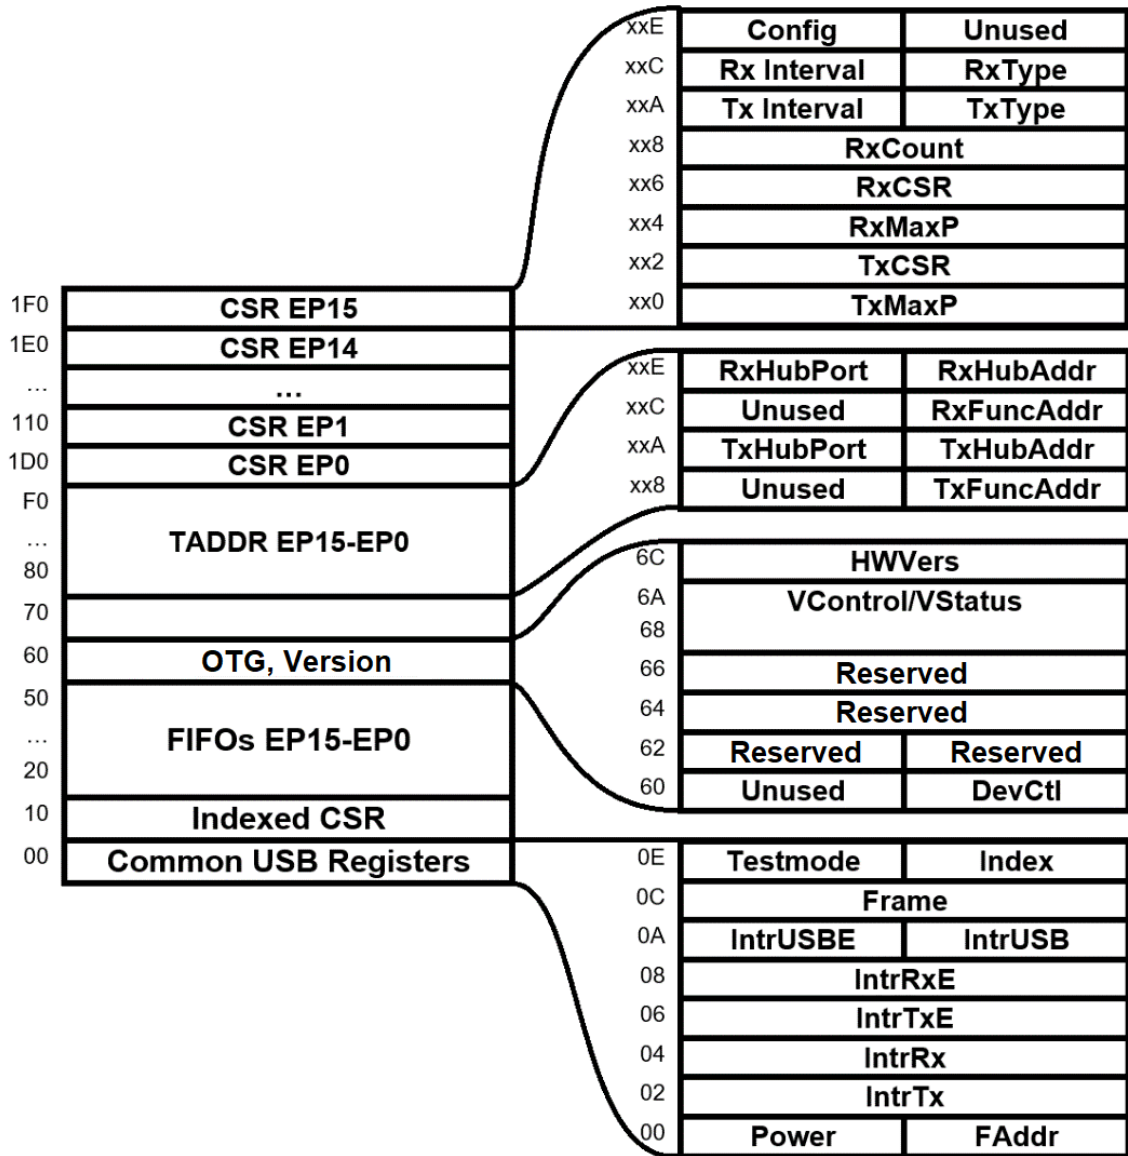 xxE Config Unused
xxC Rx Interval RxType
xxA Tx Interval TxType
xx8 RxCount
xx6 RxCSR
xx4 RxMaxP
xx2 TxCSR
xx0 TxMaxP
1F0 CSR EP15
1E0 CSR EP14
... ...
110 CSR EP1
1D0 CSR EP0
F0
... TADDR EP15-EP0
80
70
60 OTG, Version
50
... FIFOs EP15-EP0
20
10 Indexed CSR
00 Common USB Registers
xxE RxHubPort RxHubAddr
xxC Unused RxFuncAddr
xxA TxHubPort TxHubAddr
xx8 Unused TxFuncAddr
6C HWVers
6A VControl/VStatus
68
66 Reserved
64 Reserved
62 Reserved Reserved
60 Unused DevCtl
0E Testmode Index
0C Frame
0A IntrUSBE IntrUSB
08 IntrRxE
06 IntrTxE
04 IntrRx
02 IntrTx
00 Power FAddr